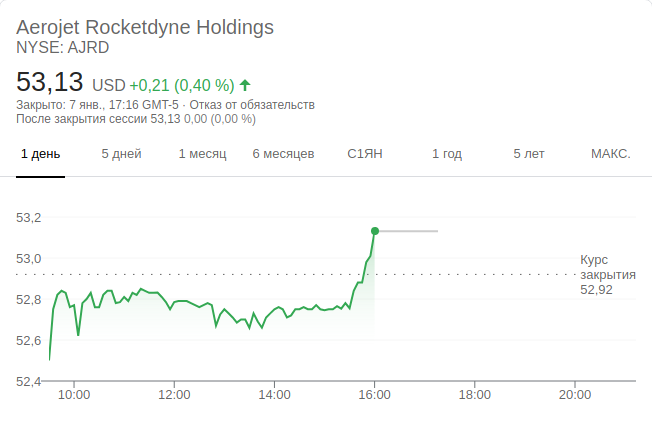 Aerojet Rocketdyne Holdings
NYSE: AJRD
53,13 USD +0,21 (0,40 %)
Закрыто: 7 янв., 17:16 GMT-5 · Отказ от обязательств
После закрытия сессии 53,13 0,00 (0,00 %)
1 день 5 дней 1 месяц 6 месяцев С1ЯН 1 год 5 лет МАКС.
53,2
53,0
52,8
52,6
52,4
Курс
закрытия
52,92
10:00 12:00 14:00 16:00 18:00 20:00